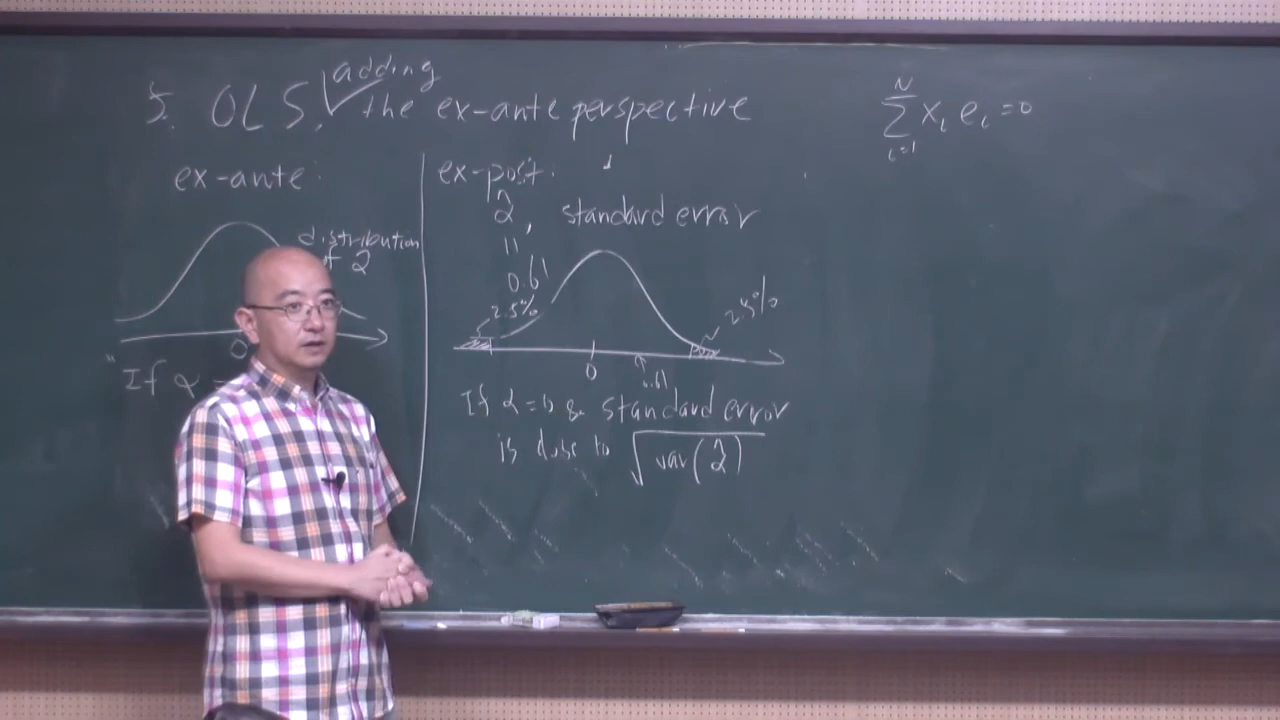 5. OLS, adding the ex-ante perspective
ex-ante:
distribution
of α̂
0
"If α =
ex-post:
α̂, standard error
||
0.61
2.5%
2.5%
0
0.61
If α=0 & standard error
is close to √var(α̂)
N
∑ xᵢ eᵢ =0
i=1